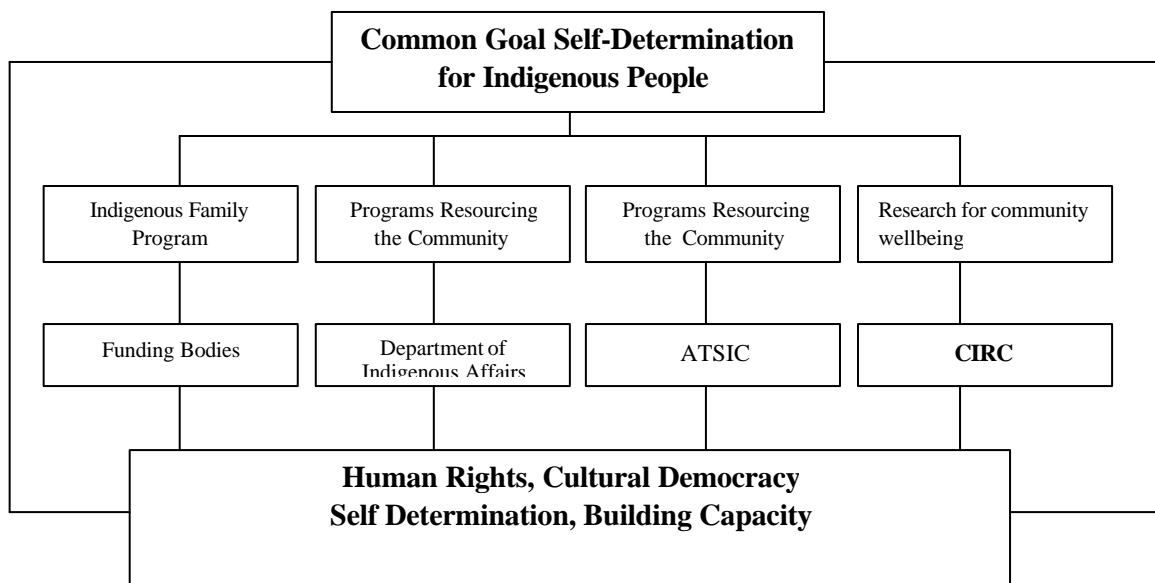 Common Goal Self-Determination
for Indigenous People
Indigenous Family
Program
Programs Resourcing
the Community
Programs Resourcing
the Community
Research for community
wellbeing
Funding Bodies
Department of
Indigenous Affairs
ATSIC
CIRC
Human Rights, Cultural Democracy
Self Determination, Building Capacity